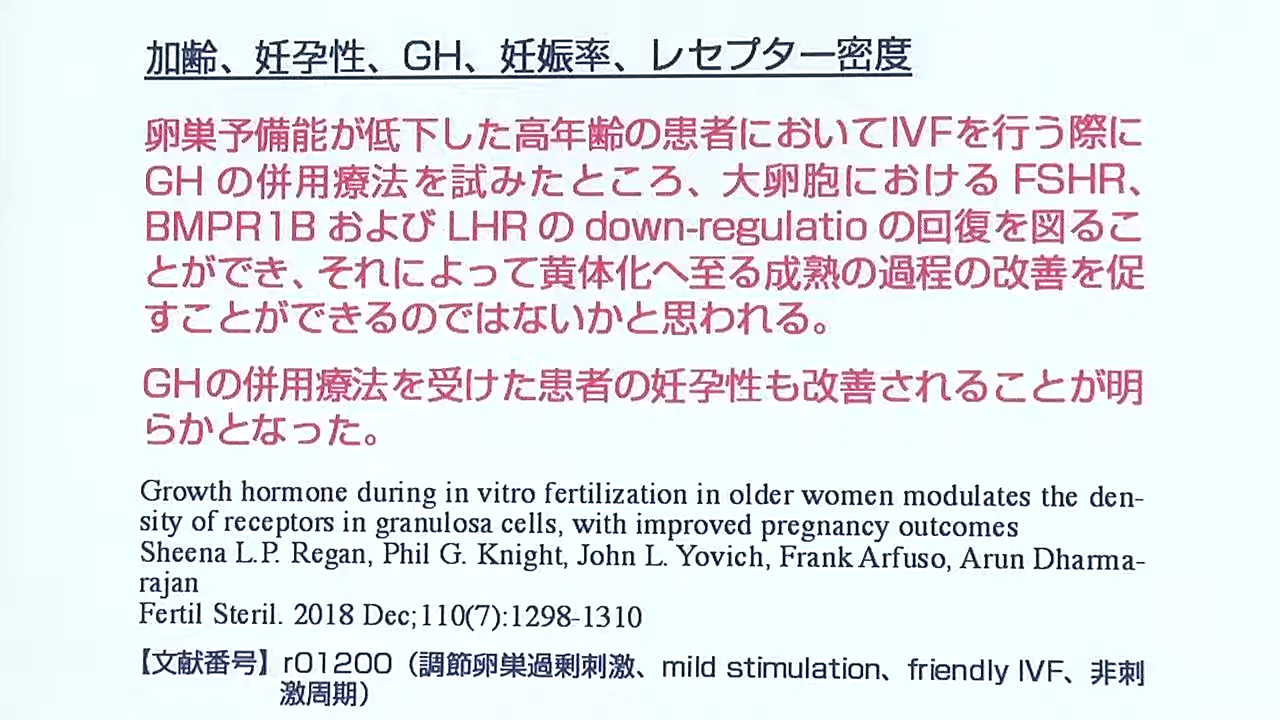 加齢、妊孕性、GH、妊娠率、レセプター密度
卵巣予備能が低下した高年齢の患者においてIVFを行う際に
GH の併用療法を試みたところ、大卵胞における FSHR、
BMPR1B および LHR の down-regulatio の回復を図るこ
とができ、それによって黄体化へ至る成熟の過程の改善を促
すことができるのではないかと思われる。
GHの併用療法を受けた患者の妊孕性も改善されることが明
らかとなった。
Growth hormone during in vitro fertilization in older women modulates the den-
sity of receptors in granulosa cells, with improved pregnancy outcomes
Sheena L.P. Regan, Phil G. Knight, John L. Yovich, Frank Arfuso, Arun Dharma-
rajan
Fertil Steril. 2018 Dec;110(7):1298-1310
【文献番号】r01200（調節卵巣過剰刺激、mild stimulation、friendly IVF、非刺
激周期）